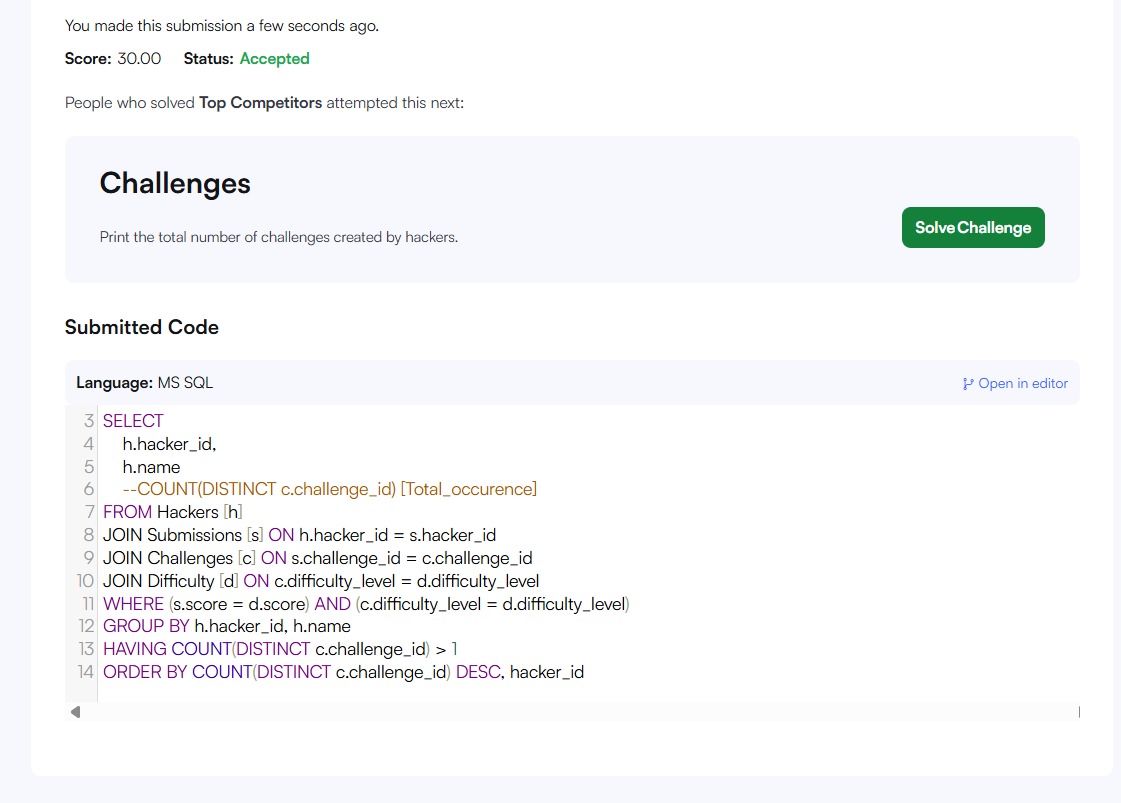 You made this submission a few seconds ago.
Score: 30.00 Status: Accepted
People who solved Top Competitors attempted this next:
Challenges
Print the total number of challenges created by hackers.
Solve Challenge
Submitted Code
Language: MS SQL
Open in editor
3 SELECT
4 h.hacker_id,
5 h.name
6 --COUNT(DISTINCT c.challenge_id) [Total_occurence]
7 FROM Hackers [h]
8 JOIN Submissions [s] ON h.hacker_id = s.hacker_id
9 JOIN Challenges [c] ON s.challenge_id = c.challenge_id
10 JOIN Difficulty [d] ON c.difficulty_level = d.difficulty_level
11 WHERE (s.score = d.score) AND (c.difficulty_level = d.difficulty_level)
12 GROUP BY h.hacker_id, h.name
13 HAVING COUNT(DISTINCT c.challenge_id) > 1
14 ORDER BY COUNT(DISTINCT c.challenge_id) DESC, hacker_id